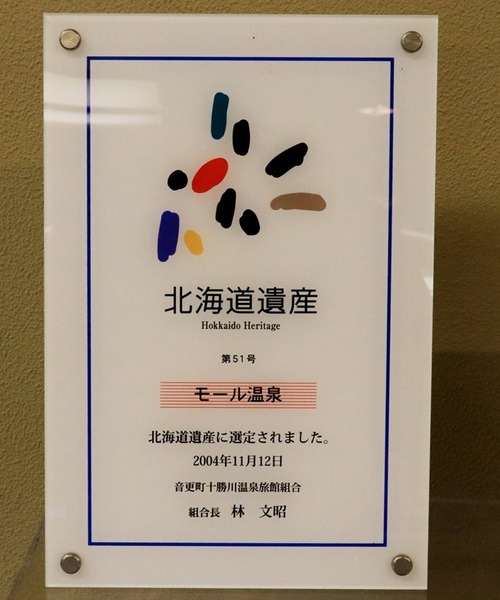 北海道遺産
Hokkaido Heritage
第51号
モール温泉
北海道遺産に選定されました。
2004年11月12日
音更町十勝川温泉旅館組合
組合長 林 文昭